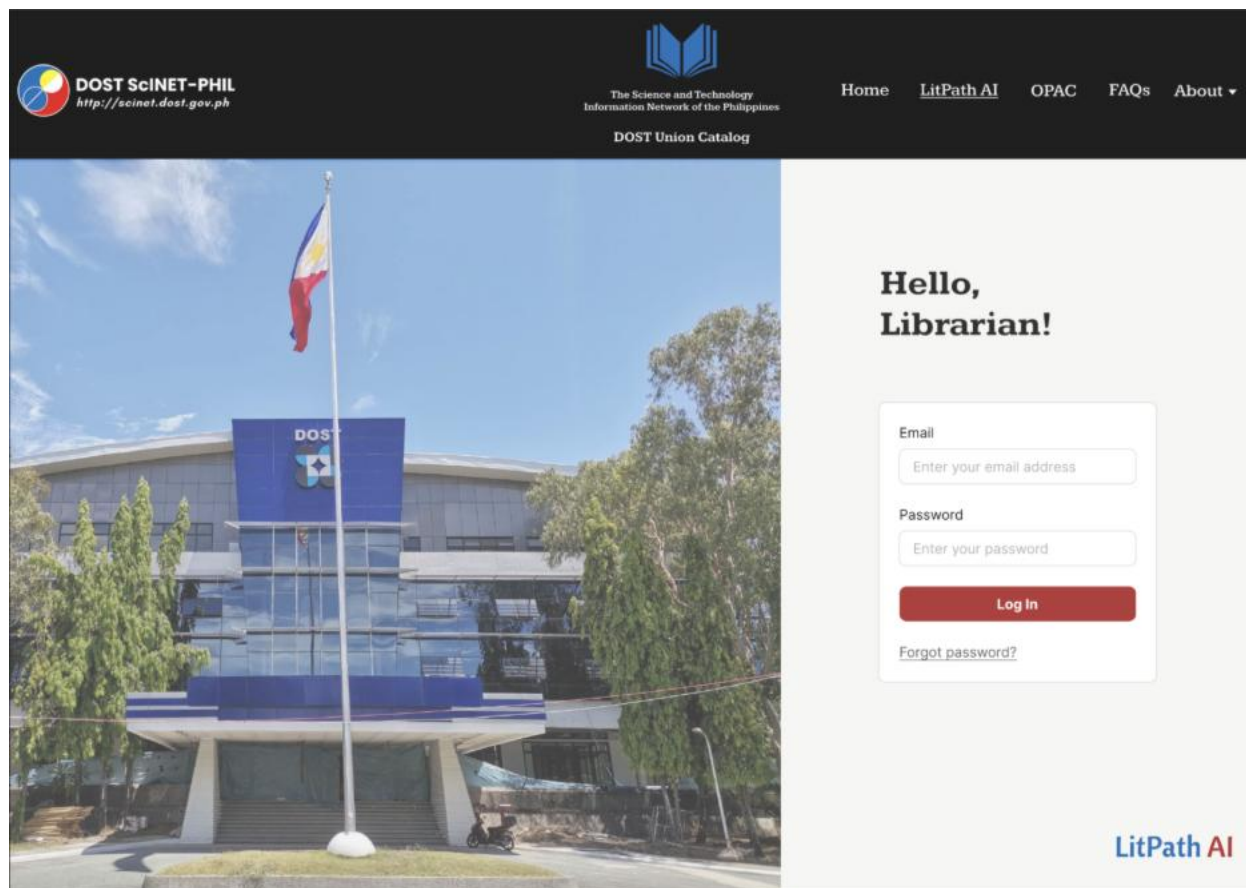 DOST ScINET-PHIL
http://scinet.dost.gov.ph
The Science and Technology
Information Network of the Philippines
DOST Union Catalog
Home LitPath AI OPAC FAQs About
DOST
Hello,
Librarian!
Email
Enter your email address
Password
Enter your password
Log In
Forgot password?
LitPath AI